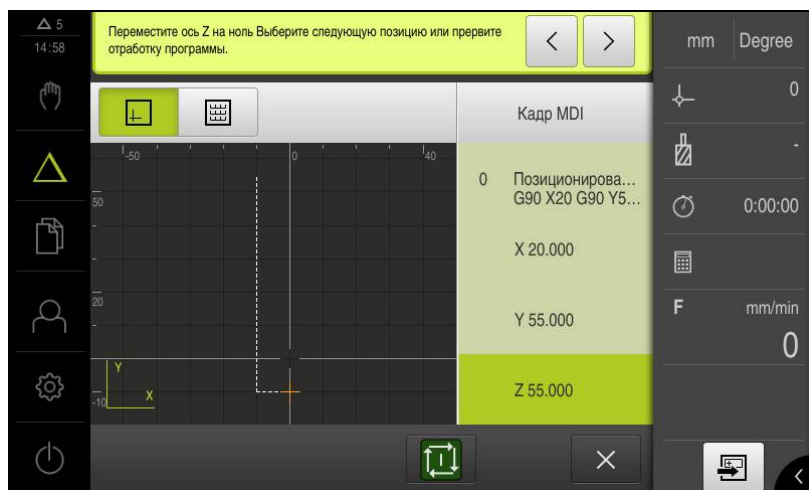 5
14:58
Переместите ось Z на ноль Выберите следующую позицию или прервите
отработку программы.
mm Degree
0
Кадр MDI
-50 0 40
50
20
-10
Y
X
0 Позиционирова...
G90 X20 G90 Y5...
X 20.000
Y 55.000
Z 55.000
-
0:00:00
F mm/min
0